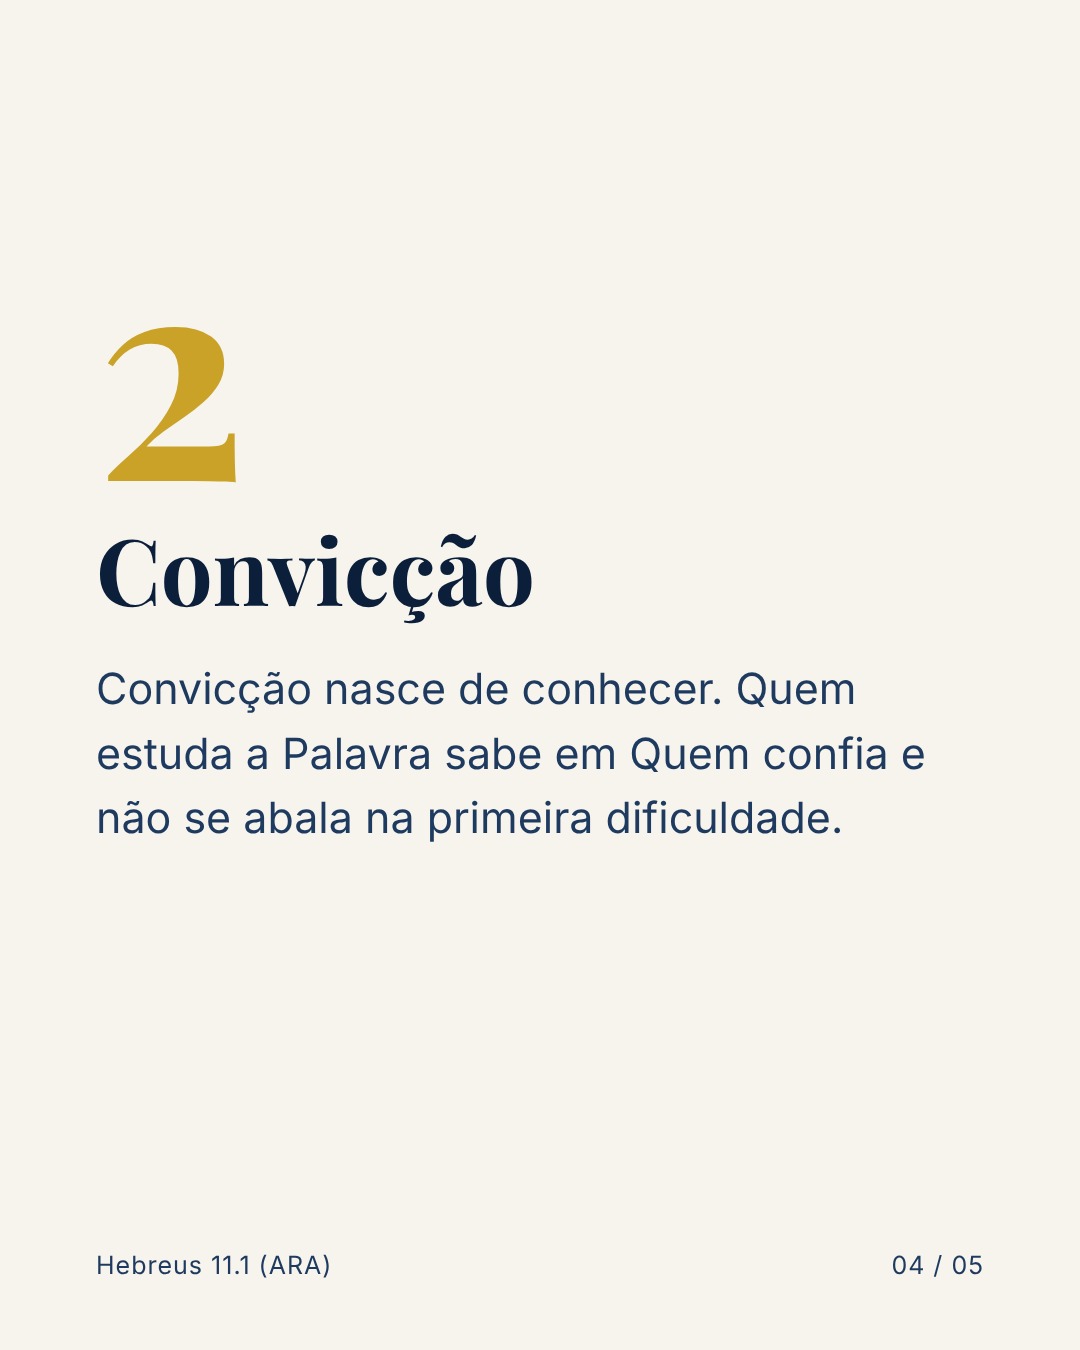 2
Convicção
Convicção nasce de conhecer. Quem
estuda a Palavra sabe em Quem confia e
não se abala na primeira dificuldade.
Hebreus 11.1 (ARA)
04 / 05